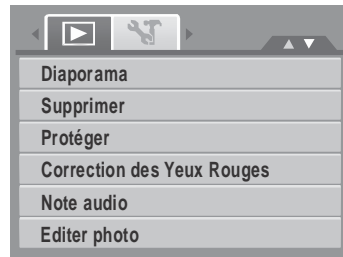 Diaporama
Supprimer
Protéger
Correction des Yeux Rouges
Note audio
Editer photo